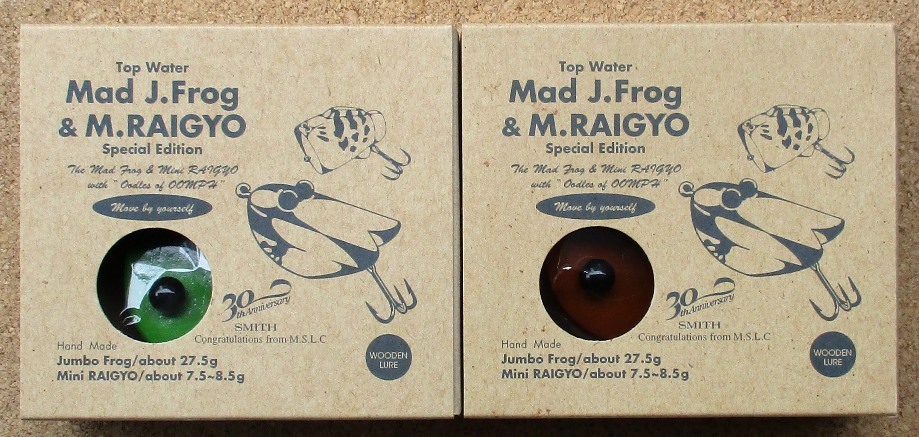 Top Water
Mad J.Frog
& M.RAIGYO
Special Edition
The Mad Frog & Mini RAIGYO
with " Oodles of OOMPH "
Move by yourself
30
thAnniversary
SMITH
Congratulations from M.S.L.C
Hand Made
Jumbo Frog/about 27.5g
Mini RAIGYO/about 7.5~8.5g
WOODEN
LURE
Top Water
Mad J.Frog
& M.RAIGYO
Special Edition
The Mad Frog & Mini RAIGYO
with " Oodles of OOMPH "
Move by yourself
30
thAnniversary
SMITH
Congratulations from M.S.L.C
Hand Made
Jumbo Frog/about 27.5g
Mini RAIGYO/about 7.5~8.5g
WOODEN
LURE